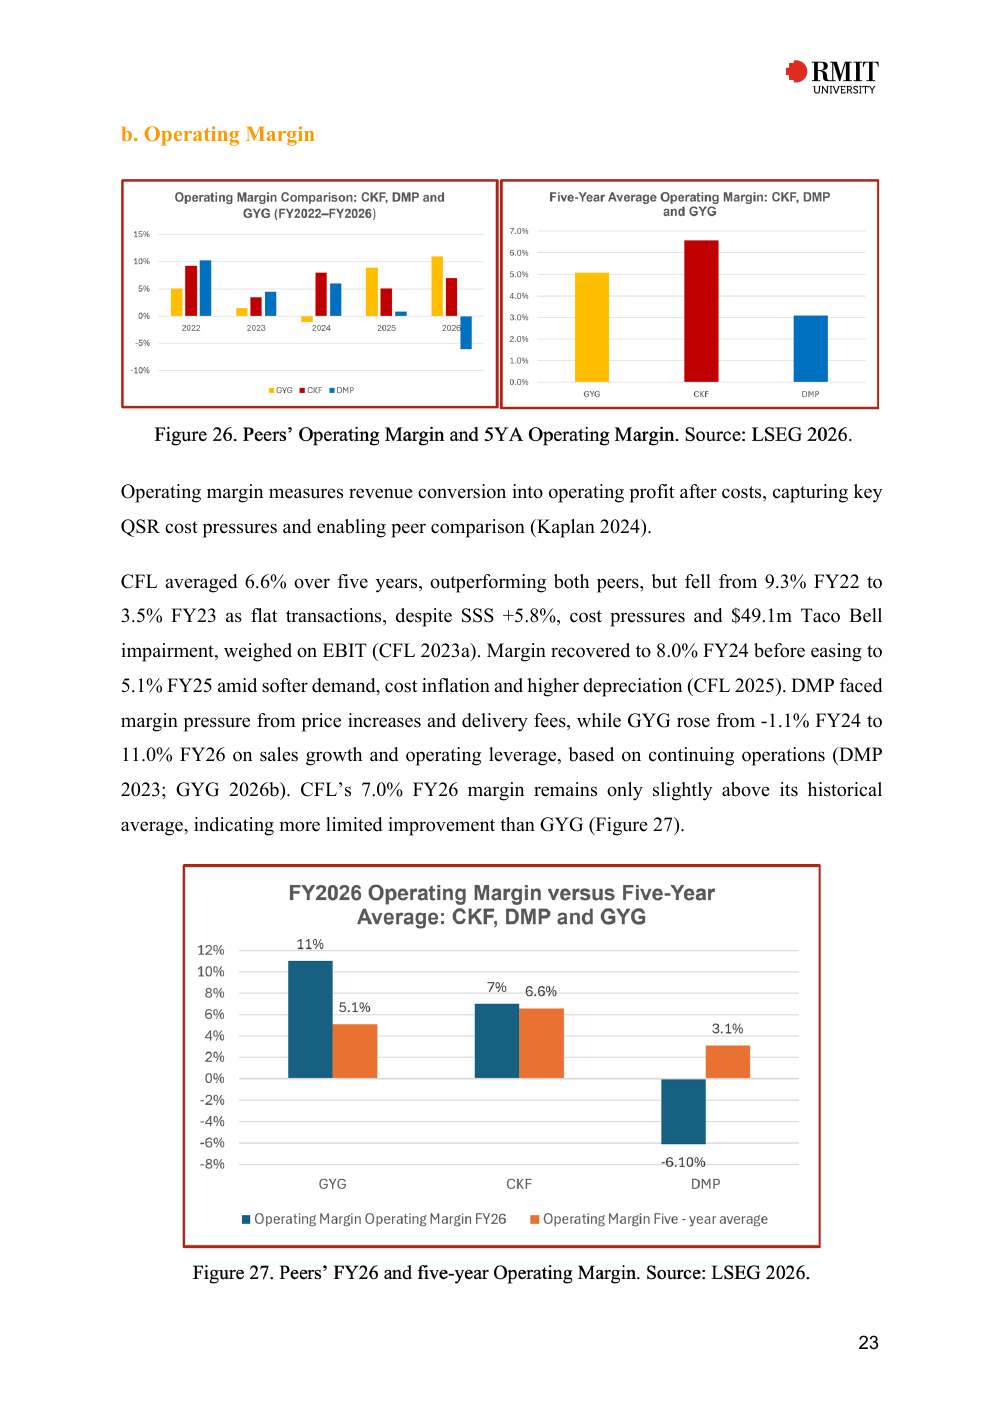 RMIT
UNIVERSITY
b. Operating Margin
Operating Margin Comparison: CKF, DMP and
GYG (FY2022–FY2026)
15%
10%
5%
0%
-5%
-10%
2022
2023
2024
2025
2026
GYG CKF DMP
Five-Year Average Operating Margin: CKF, DMP
and GYG
7.0%
6.0%
5.0%
4.0%
3.0%
2.0%
1.0%
0.0%
GYG
CKF
DMP
Figure 26. Peers’ Operating Margin and 5YA Operating Margin. Source: LSEG 2026.
Operating margin measures revenue conversion into operating profit after costs, capturing key
QSR cost pressures and enabling peer comparison (Kaplan 2024).
CFL averaged 6.6% over five years, outperforming both peers, but fell from 9.3% FY22 to
3.5% FY23 as flat transactions, despite SSS +5.8%, cost pressures and $49.1m Taco Bell
impairment, weighed on EBIT (CFL 2023a). Margin recovered to 8.0% FY24 before easing to
5.1% FY25 amid softer demand, cost inflation and higher depreciation (CFL 2025). DMP faced
margin pressure from price increases and delivery fees, while GYG rose from -1.1% FY24 to
11.0% FY26 on sales growth and operating leverage, based on continuing operations (DMP
2023; GYG 2026b). CFL’s 7.0% FY26 margin remains only slightly above its historical
average, indicating more limited improvement than GYG (Figure 27).
FY2026 Operating Margin versus Five-Year
Average: CKF, DMP and GYG
12%
10%
8%
6%
4%
2%
0%
-2%
-4%
-6%
-8%
11%
5.1%
7%
6.6%
3.1%
-6.10%
GYG
CKF
DMP
Operating Margin Operating Margin FY26
Operating Margin Five - year average
Figure 27. Peers’ FY26 and five-year Operating Margin. Source: LSEG 2026.
23